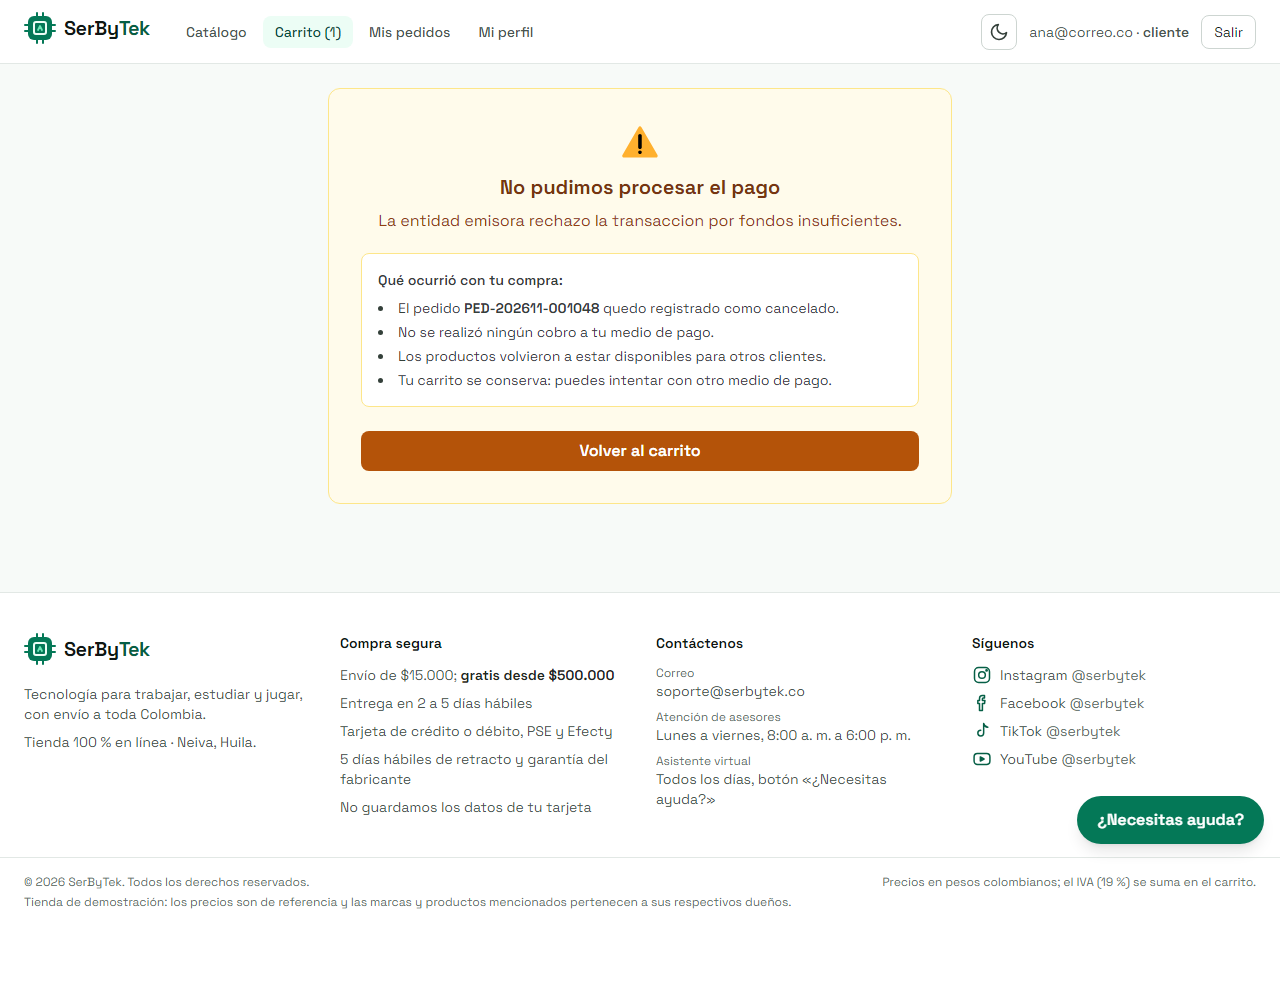 SerByTek
Catálogo
Carrito (1)
Mis pedidos
Mi perfil
ana@correo.co · cliente
Salir
No pudimos procesar el pago
La entidad emisora rechazo la transaccion por fondos insuficientes.
Qué ocurrió con tu compra:
• El pedido PED-202611-001048 quedo registrado como cancelado.
• No se realizó ningún cobro a tu medio de pago.
• Los productos volvieron a estar disponibles para otros clientes.
• Tu carrito se conserva: puedes intentar con otro medio de pago.
Volver al carrito
SerByTek
Tecnología para trabajar, estudiar y jugar,
con envío a toda Colombia.
Tienda 100 % en línea · Neiva, Huila.
Compra segura
Envío de $15.000; gratis desde $500.000
Entrega en 2 a 5 días hábiles
Tarjeta de crédito o débito, PSE y Efecty
5 días hábiles de retracto y garantía del
fabricante
No guardamos los datos de tu tarjeta
Contáctenos
Correo
soporte@serbytek.co
Atención de asesores
Lunes a viernes, 8:00 a. m. a 6:00 p. m.
Asistente virtual
Todos los días, botón «¿Necesitas
ayuda?»
Síguenos
Instagram @serbytek
Facebook @serbytek
TikTok @serbytek
YouTube @serbytek
¿Necesitas ayuda?
© 2026 SerByTek. Todos los derechos reservados.
Precios en pesos colombianos; el IVA (19 %) se suma en el carrito.
Tienda de demostración: los precios son de referencia y las marcas y productos mencionados pertenecen a sus respectivos dueños.